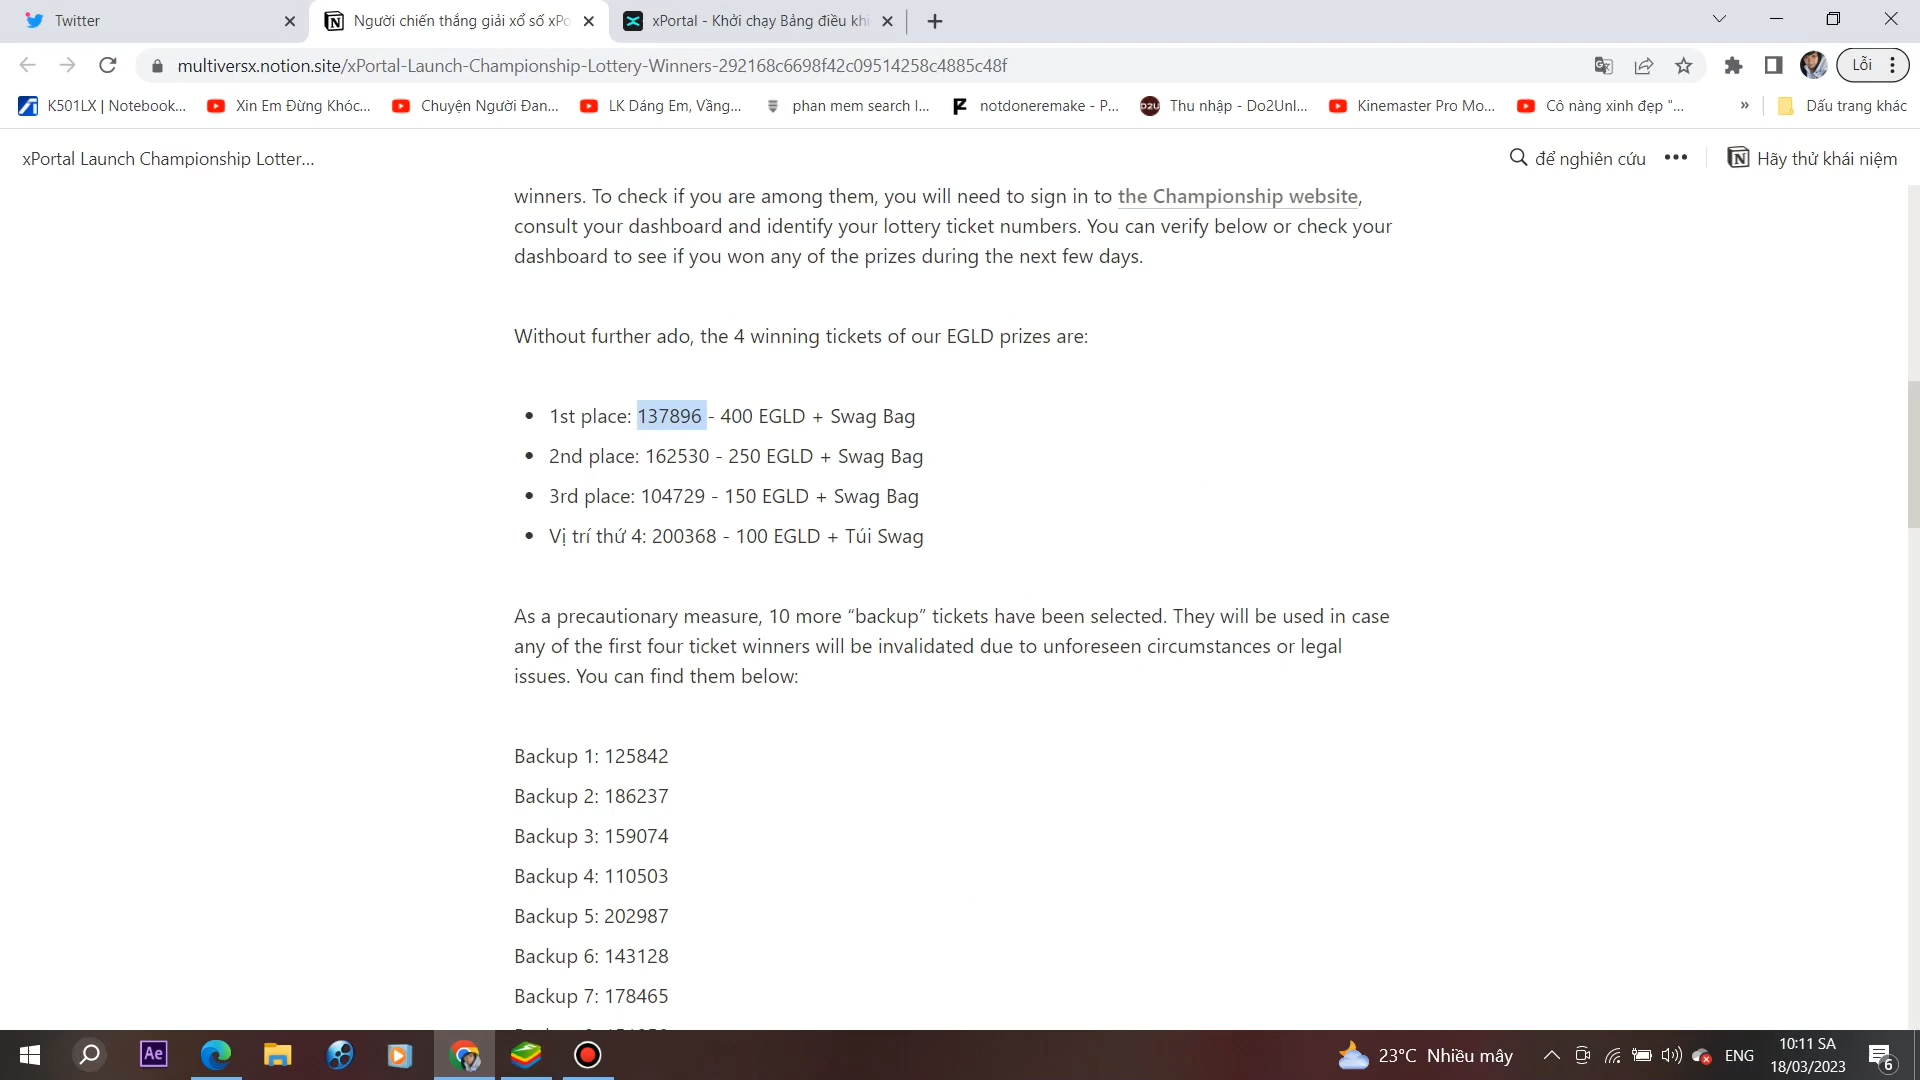 Twitter
Người chiến thắng giải xổ số xPo
xPortal - Khởi chạy Bảng điều khi
multiversx.notion.site/xPortal-Launch-Championship-Lottery-Winners-292168c6698f42c09514258c4885c48f
Lỗi
K501LX | Notebook...
Xin Em Đừng Khóc...
Chuyện Người Đan...
LK Dáng Em, Vầng...
phan mem search l...
notdoneremake - P...
Thu nhập - Do2Unl...
Kinemaster Pro Mo...
Cô nàng xinh đẹp "...
»
Dấu trang khác
xPortal Launch Championship Lotter...
để nghiên cứu
Hãy thử khái niệm
winners. To check if you are among them, you will need to sign in to the Championship website,
consult your dashboard and identify your lottery ticket numbers. You can verify below or check your
dashboard to see if you won any of the prizes during the next few days.
Without further ado, the 4 winning tickets of our EGLD prizes are:
• 1st place: 137896 - 400 EGLD + Swag Bag
• 2nd place: 162530 - 250 EGLD + Swag Bag
• 3rd place: 104729 - 150 EGLD + Swag Bag
• Vị trí thứ 4: 200368 - 100 EGLD + Túi Swag
As a precautionary measure, 10 more “backup” tickets have been selected. They will be used in case
any of the first four ticket winners will be invalidated due to unforeseen circumstances or legal
issues. You can find them below:
Backup 1: 125842
Backup 2: 186237
Backup 3: 159074
Backup 4: 110503
Backup 5: 202987
Backup 6: 143128
Backup 7: 178465
Ae
23°C Nhiều mây
ENG
10:11 SA
18/03/2023
6